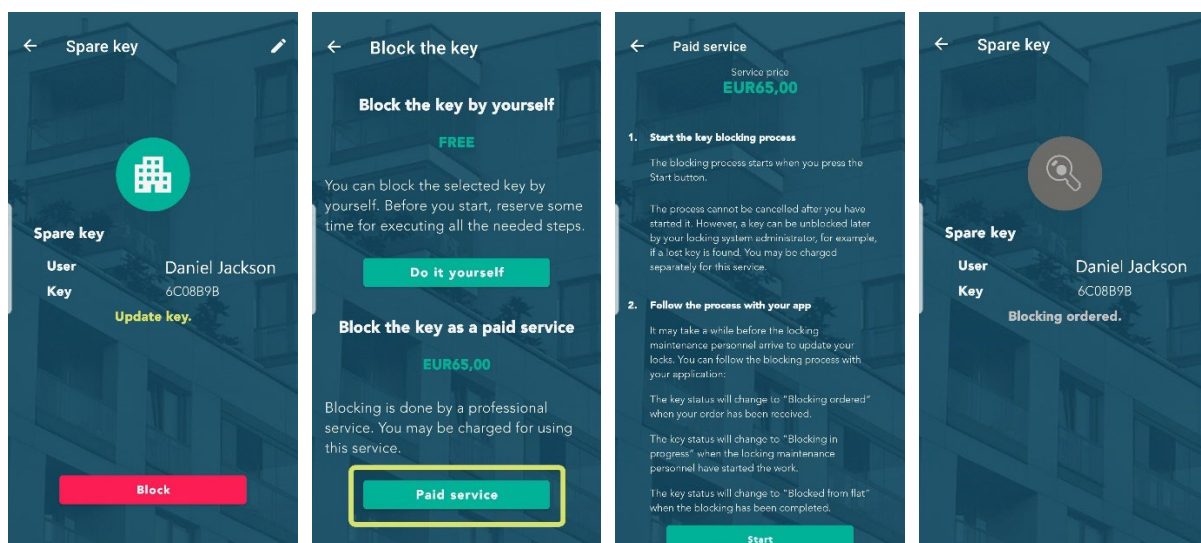 Spare key
Spare key
User Daniel Jackson
Key 6C08B9B
Update key.
Block
Block the key
Block the key by yourself
FREE
You can block the selected key by
yourself. Before you start, reserve some
time for executing all the needed steps.
Do it yourself
Block the key as a paid service
EUR65,00
Blocking is done by a professional
service. You may be charged for using
this service.
Paid service
Paid service
Service price
EUR65,00
1. Start the key blocking process
The blocking process starts when you press the
Start button.
The process cannot be cancelled after you have
started it. However, a key can be unblocked later
by your locking system administrator, for example,
if a lost key is found. You may be charged
separately for this service.
2. Follow the process with your app
It may take a while before the locking
maintenance personnel arrive to update your
locks. You can follow the blocking process with
your application:
The key status will change to "Blocking ordered"
when your order has been received.
The key status will change to "Blocking in
progress" when the locking maintenance
personnel have started the work.
The key status will change to "Blocked from flat"
when the blocking has been completed.
Start
Spare key
Spare key
User Daniel Jackson
Key 6C08B9B
Blocking ordered.